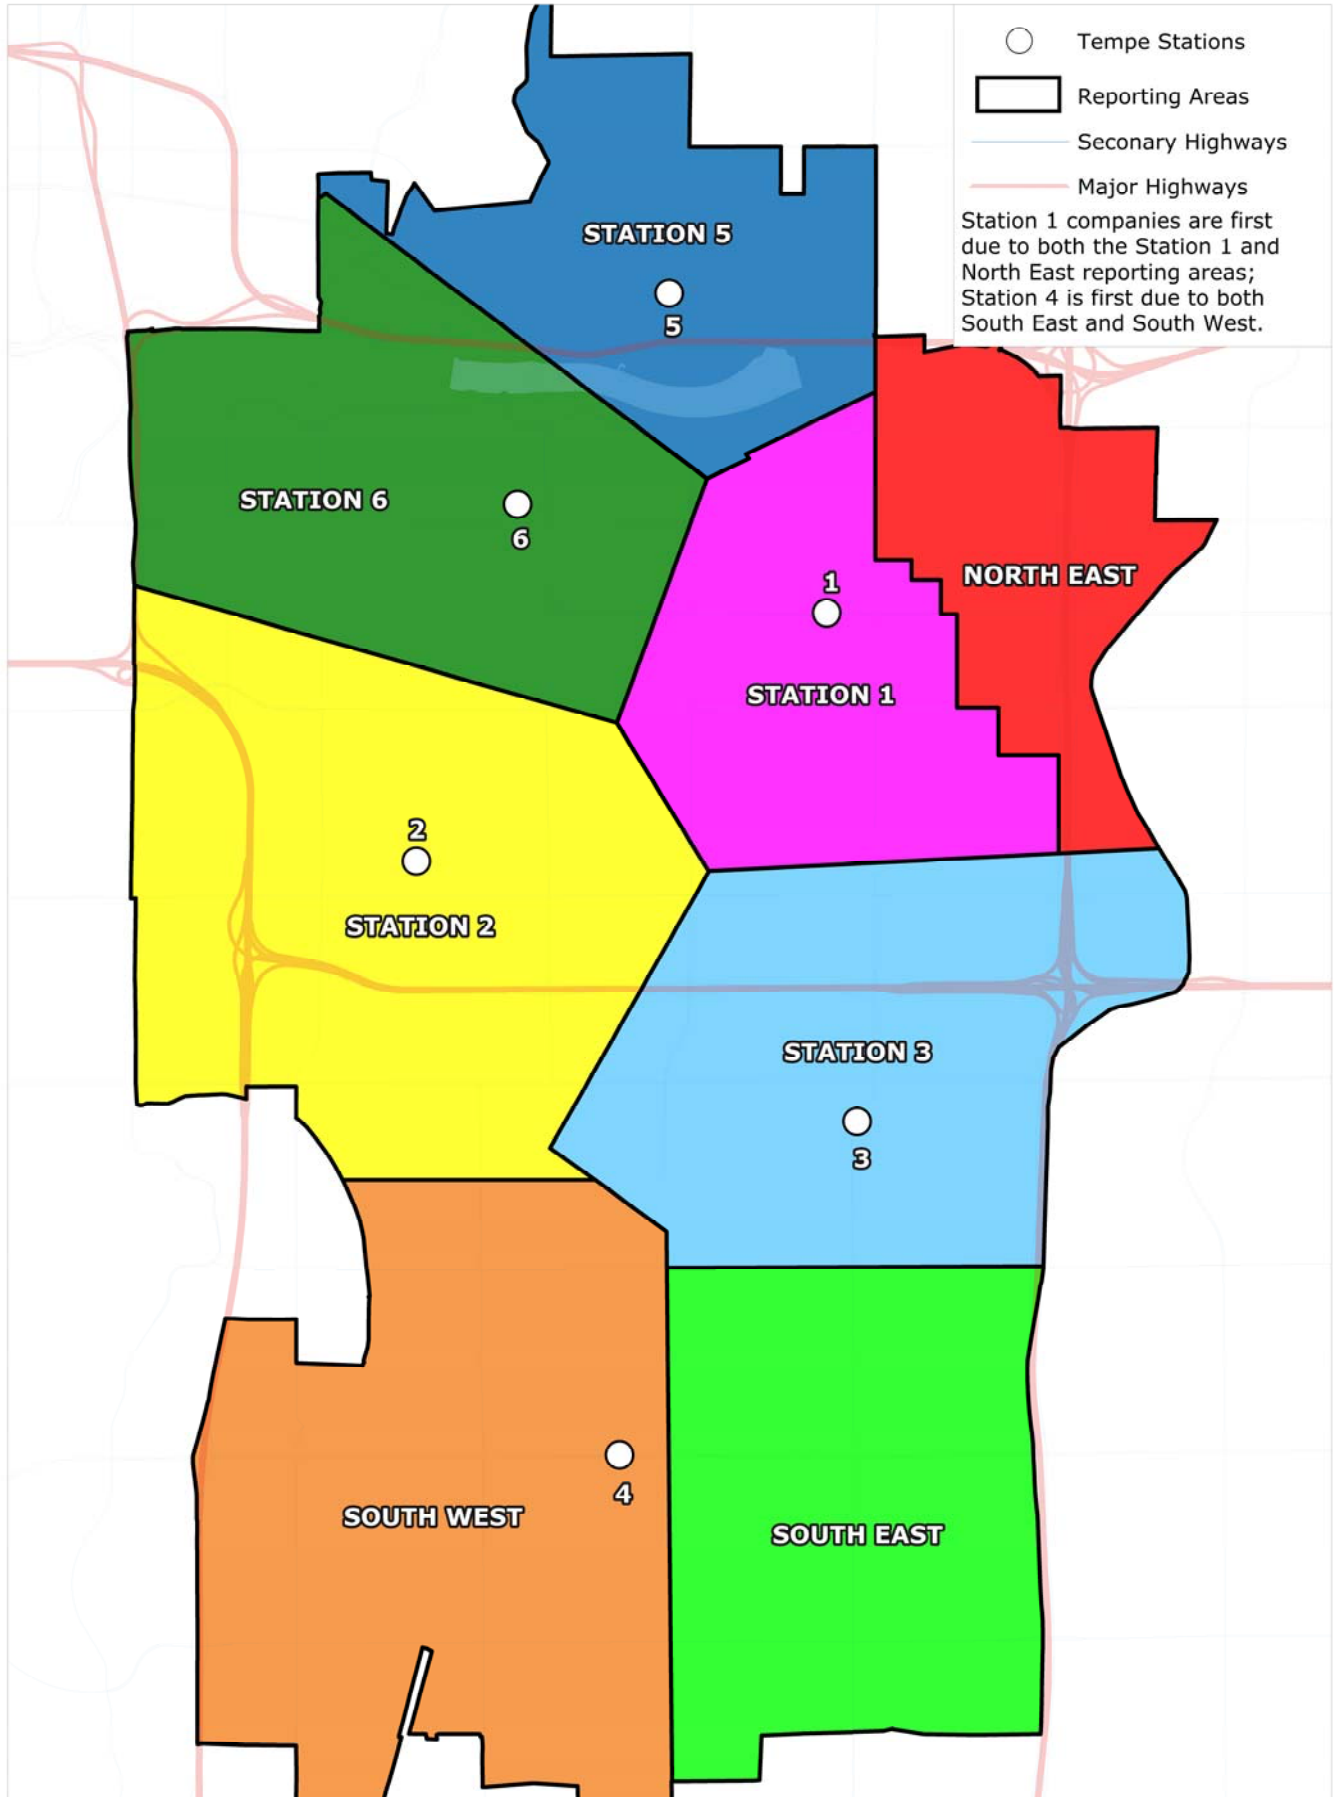 Tempe Stations
Reporting Areas
Seconary Highways
Major Highways
Station 1 companies are first
due to both the Station 1 and
North East reporting areas;
Station 4 is first due to both
South East and South West.
STATION 5
5
STATION 6
6
NORTH EAST
1
STATION 1
2
STATION 2
STATION 3
3
4
SOUTH WEST
SOUTH EAST